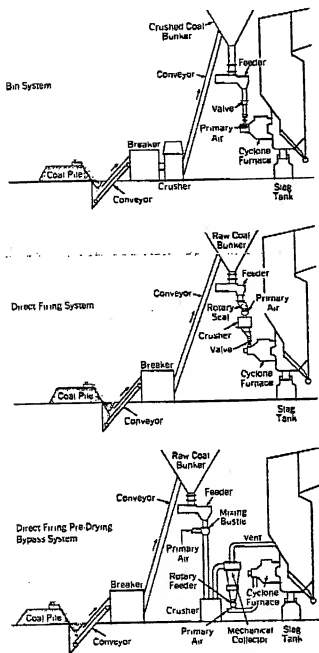 Crushed Coal
Bunker
Feeder
Conveyor
Bin System
Valve
Breaker
Primary
Air
Cyclone
Furnace
Coal Pile
Crusher
Conveyor
Slag
Tank
Raw Coal
Bunker
Feeder
Conveyor
Primary
Air
Rotary
Seal
Direct Firing System
Crusher
Breaker
Valve
Cyclone
Furnace
Coal Pile
Conveyor
Slag
Tank
Raw Coal
Bunker
Conveyor
Feeder
Mixing
Bustle
Direct Firing Pre-Drying
Bypass System
Primary
Air
Vent
Breaker
Rotary
Feeder
Cyclone
Furnace
Crusher
Coal Pile
Primary
Air
Mechanical
Collector
Slag
Tank
Conveyor